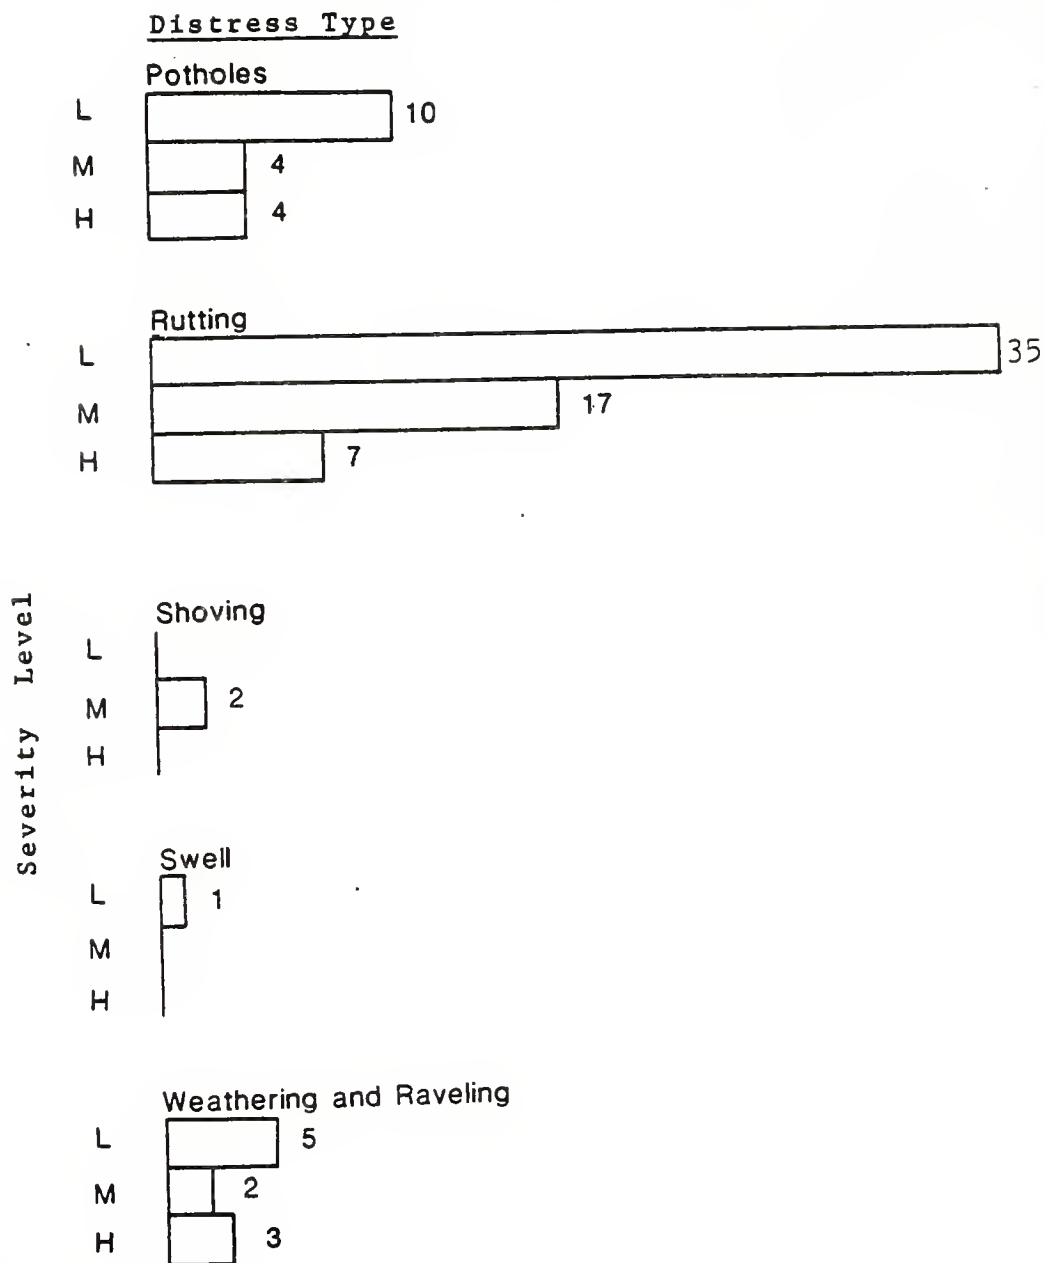 Distress Type
Potholes
L 10
M 4
H 4
Rutting
L 35
M 17
H 7
Severity Level
Shoving
L
M 2
H
Swell
L 1
M
H
Weathering and Raveling
L 5
M 2
H 3